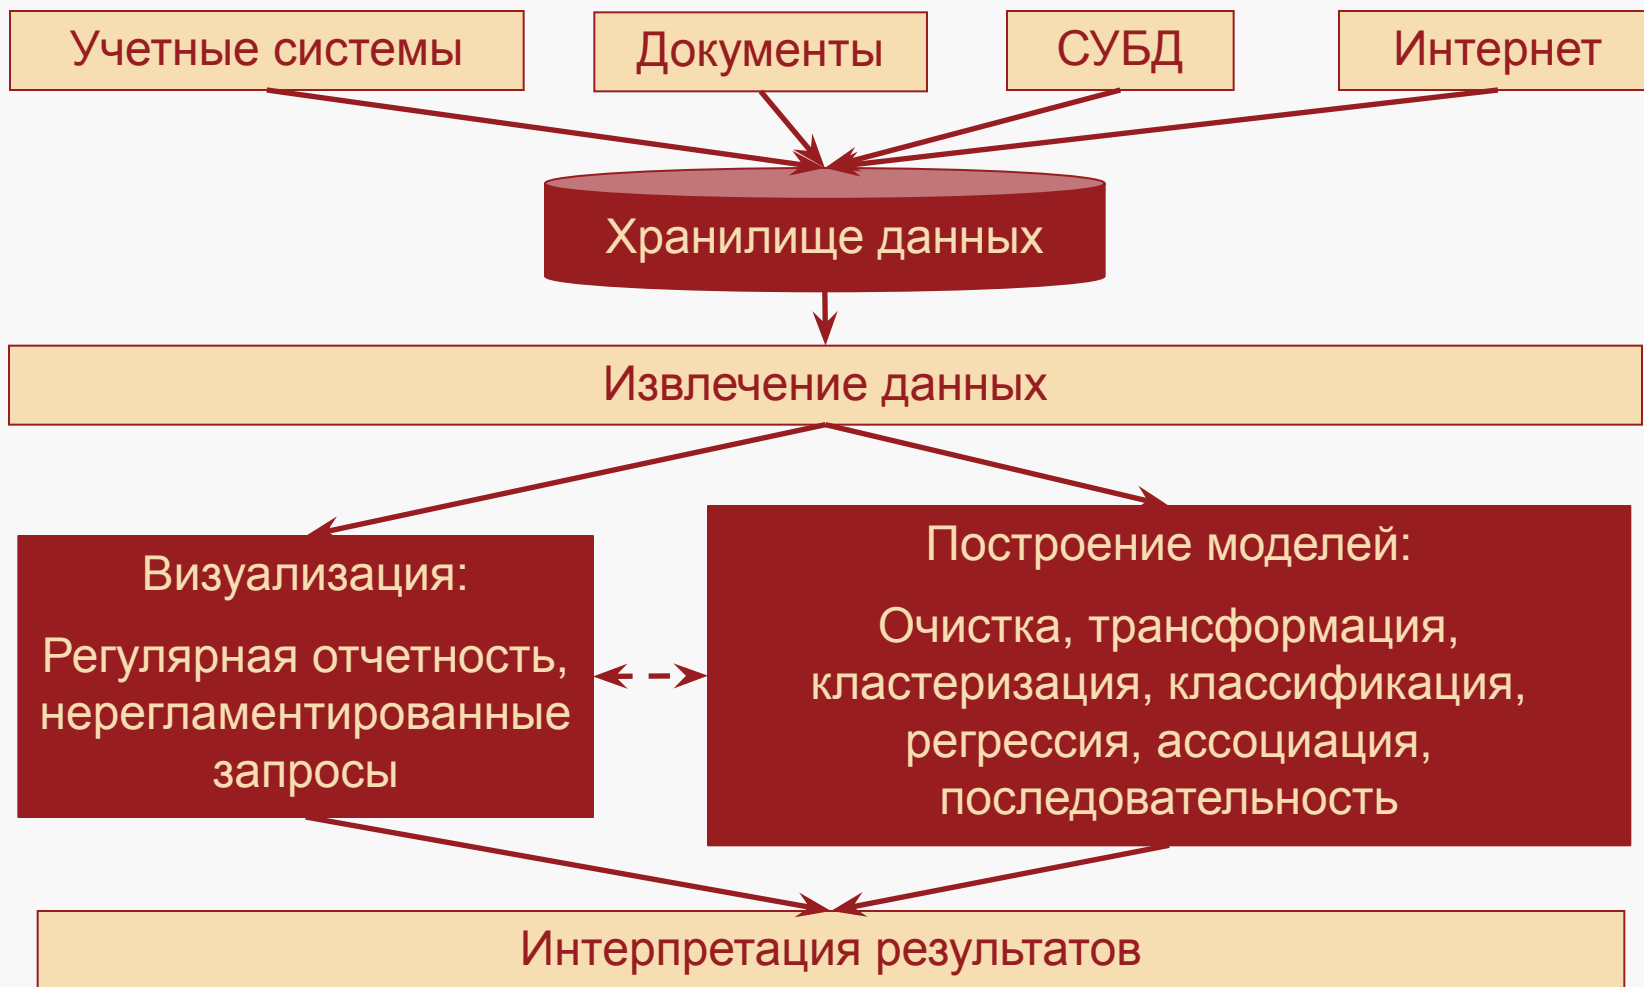 Учетные системы
Документы
СУБД
Интернет
Хранилище данных
Извлечение данных
Визуализация:
Регулярная отчетность,
нерегламентированные
запросы
Построение моделей:
Очистка, трансформация,
кластеризация, классификация,
регрессия, ассоциация,
последовательность
Интерпретация результатов